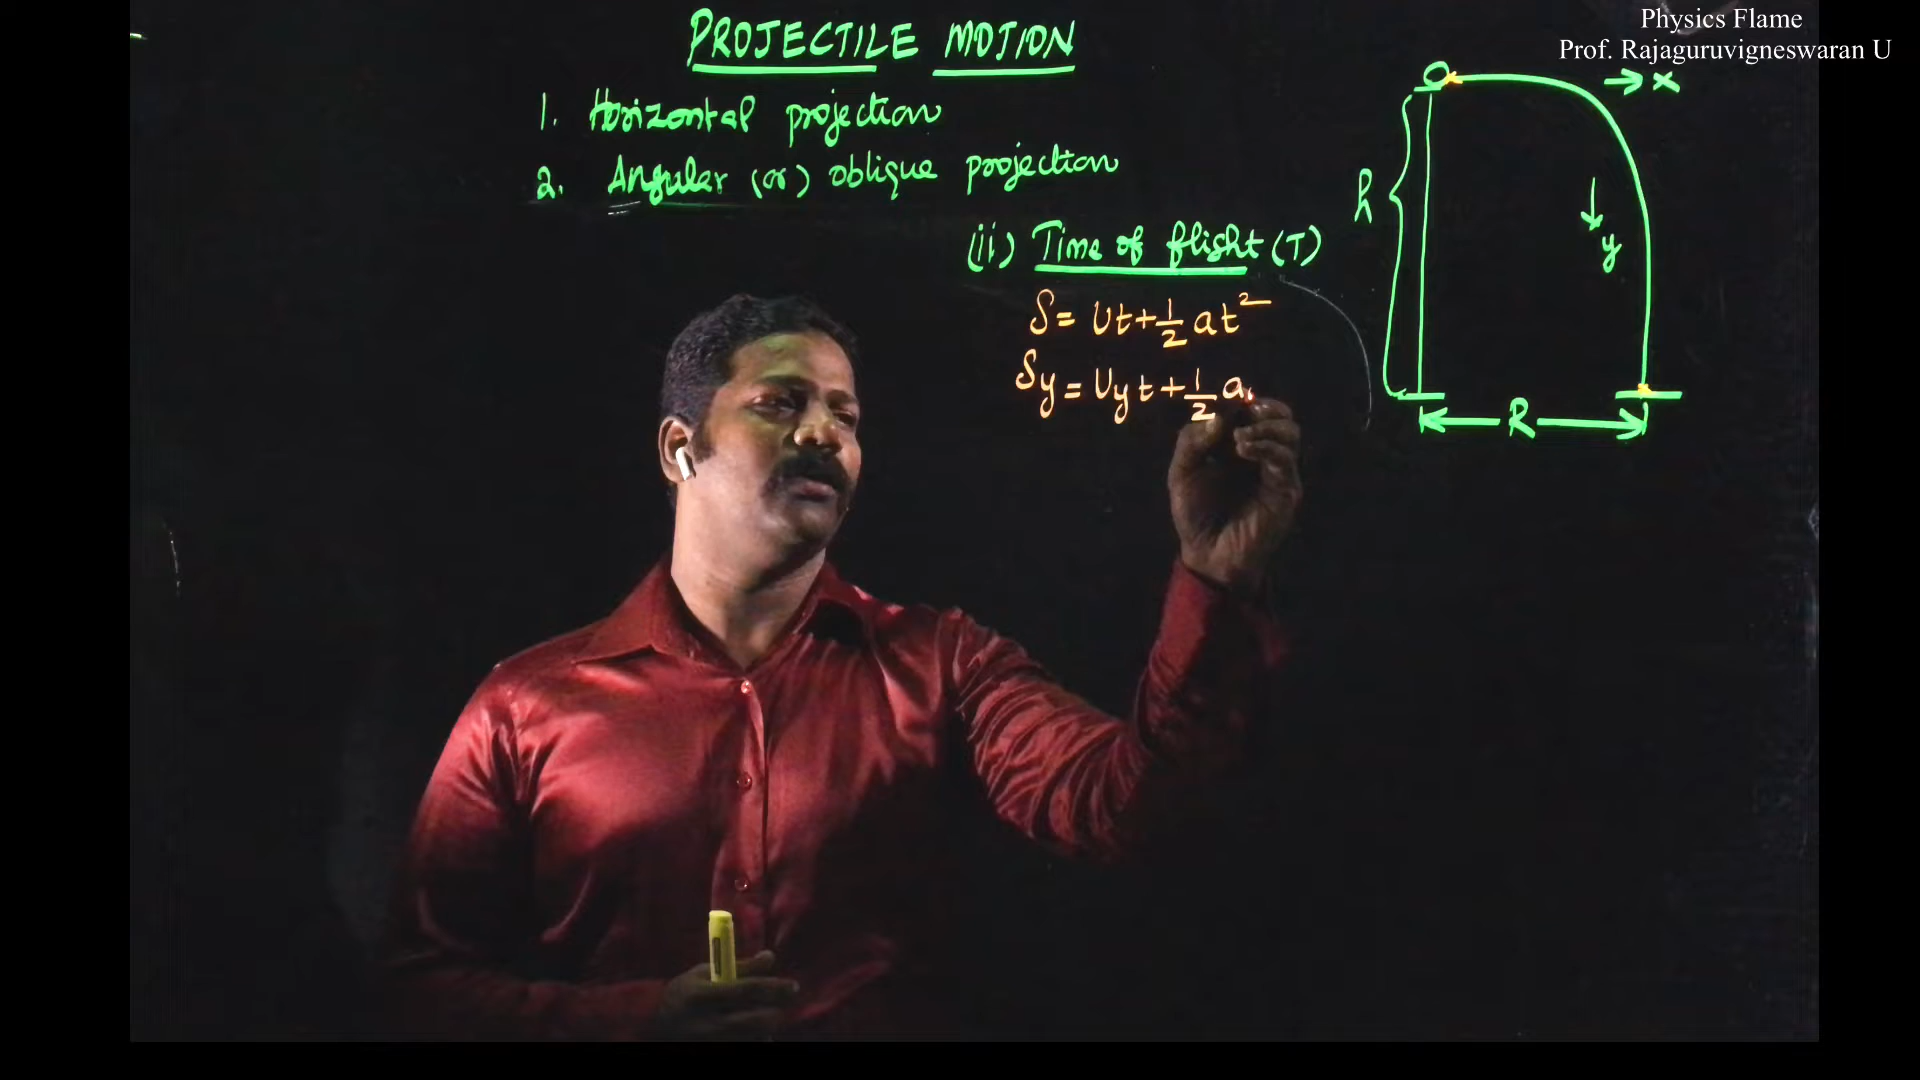 Physics Flame
Prof. Rajaguruvigneswaran U
PROJECTILE MOTION
1. Horizontal projection
2. Angular (or) oblique projection
(ii) Time of flight (T)
S = Ut + 1/2 at²
Sy = Uy t + 1/2 a
h
x
y
R